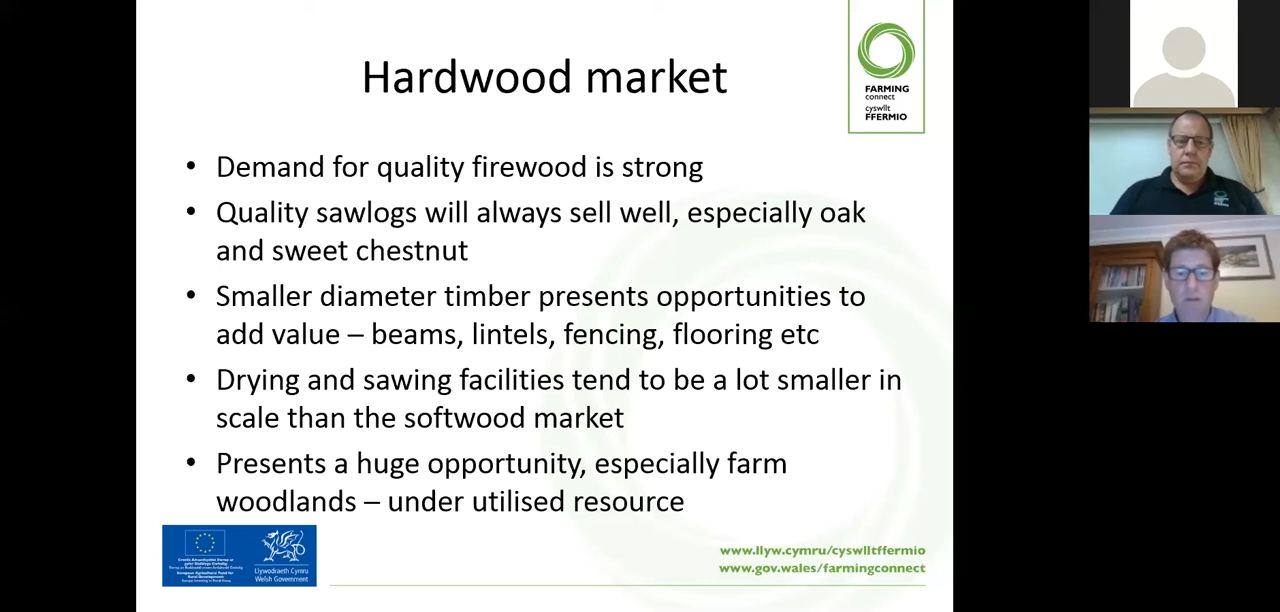 Hardwood market
FARMING
connect
cyswllt
FFERMIO
• Demand for quality firewood is strong
• Quality sawlogs will always sell well, especially oak
and sweet chestnut
• Smaller diameter timber presents opportunities to
add value – beams, lintels, fencing, flooring etc
• Drying and sawing facilities tend to be a lot smaller in
scale than the softwood market
• Presents a huge opportunity, especially farm
woodlands – under utilised resource
Llywodraeth Cymru
Welsh Government
www.llyw.cymru/cyswlltffermio
www.gov.wales/farmingconnect